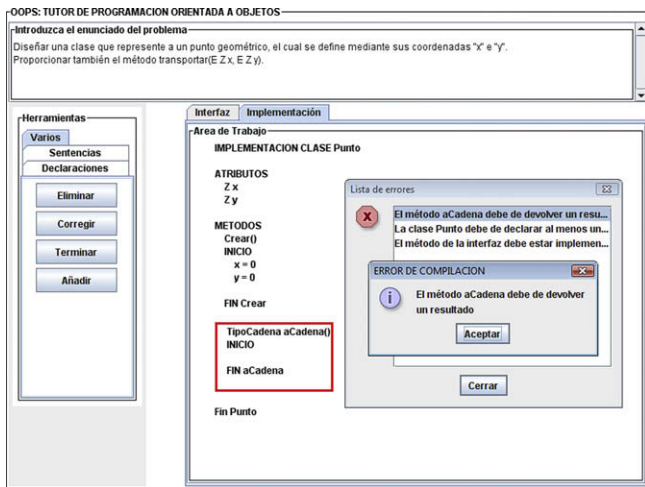 OOPS: TUTOR DE PROGRAMACION ORIENTADA A OBJETOS
Introduzca el enunciado del problema
Diseñar una clase que represente a un punto geométrico, el cual se define mediante sus coordenadas "x" e "y".
Proporcionar también el método transportar(E Z x, E Z y).
Herramientas
Varios
Sentencias
Declaraciones
Eliminar
Corregir
Terminar
Añadir
Interfaz Implementación
Area de Trabajo
IMPLEMENTACION CLASE Punto
ATRIBUTOS
Z x
Z y
METODOS
Crear()
INICIO
x = 0
y = 0
FIN Crear
TipoCadena aCadena()
INICIO
FIN aCadena
Fin Punto
Lista de errores
El método aCadena debe de devolver un resu...
La clase Punto debe de declarar al menos un...
El método de la interfaz debe estar implemen...
ERROR DE COMPILACION
El método aCadena debe de devolver
un resultado
Aceptar
Cerrar